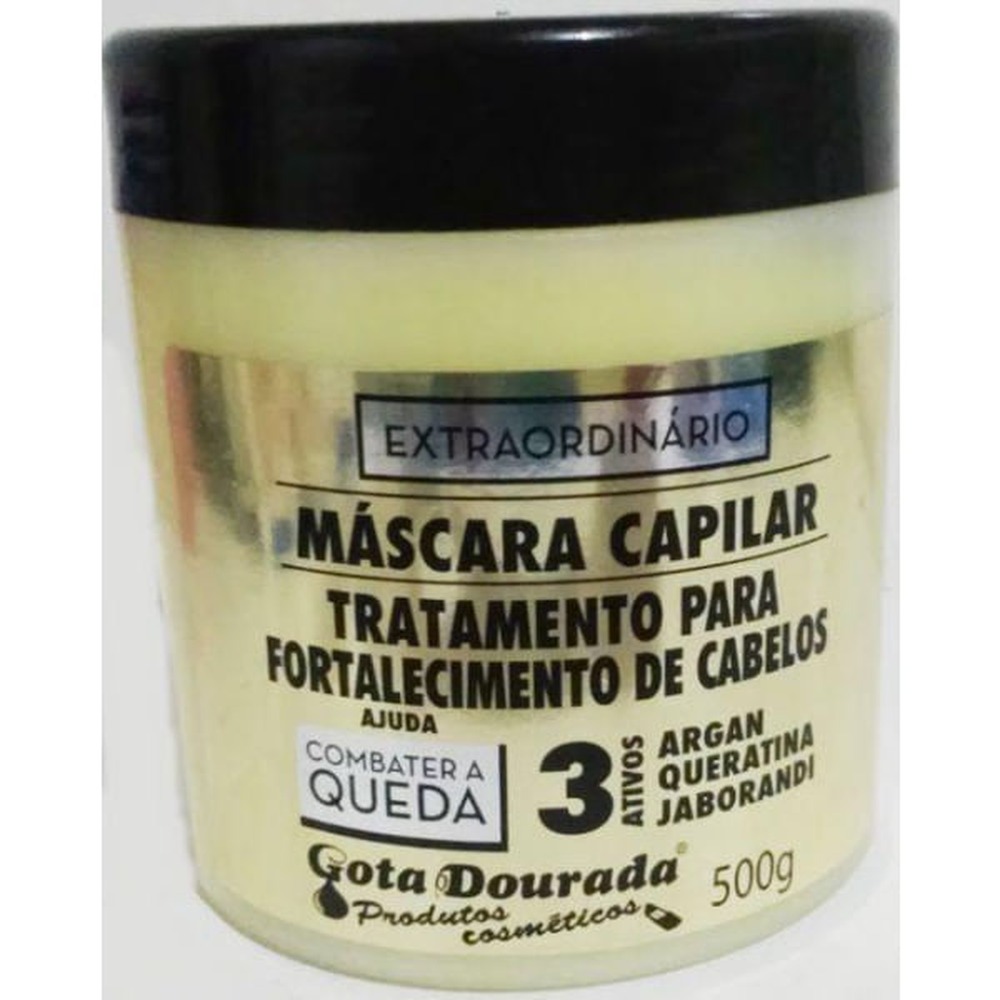 EXTRAORDINÁRIO
MÁSCARA CAPILAR
TRATAMENTO PARA
FORTALECIMENTO DE CABELOS
AJUDA
COMBATER A
QUEDA
3
ATIVOS
ARGAN
QUERATINA
JABORANDI
Gota Dourada®
Produtos
cosméticos
500g